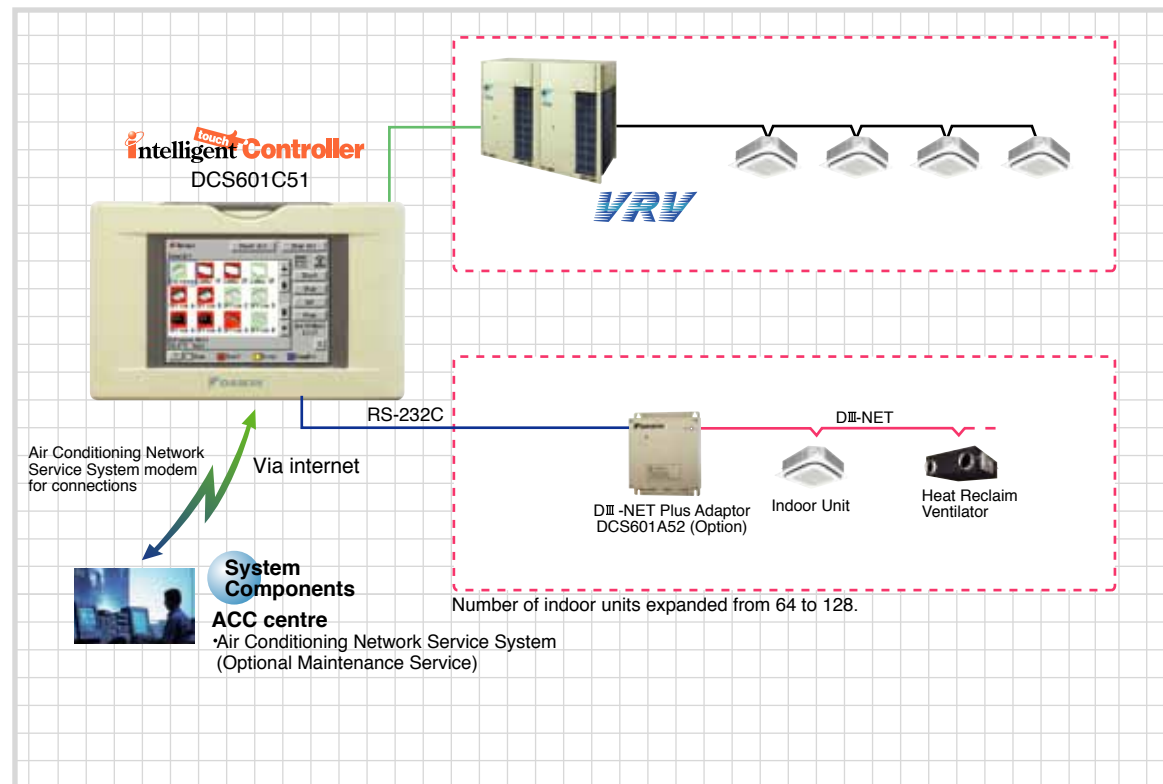 intelligent touch Controller
DCS601C51
VRV
DAIKIN
RS-232C
DⅢ-NET
Air Conditioning Network
Service System modem
for connections
Via internet
DⅢ -NET Plus Adaptor
DCS601A52 (Option)
Indoor Unit
Heat Reclaim
Ventilator
System
Components
ACC centre
•Air Conditioning Network Service System
(Optional Maintenance Service)
Number of indoor units expanded from 64 to 128.